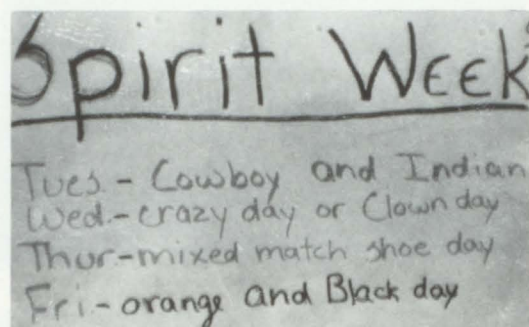 Spirit Week
Tues - Cowboy and Indian
Wed.-crazy day or Clown day
Thur-mixed match shoe day
Fri-orange and Black day